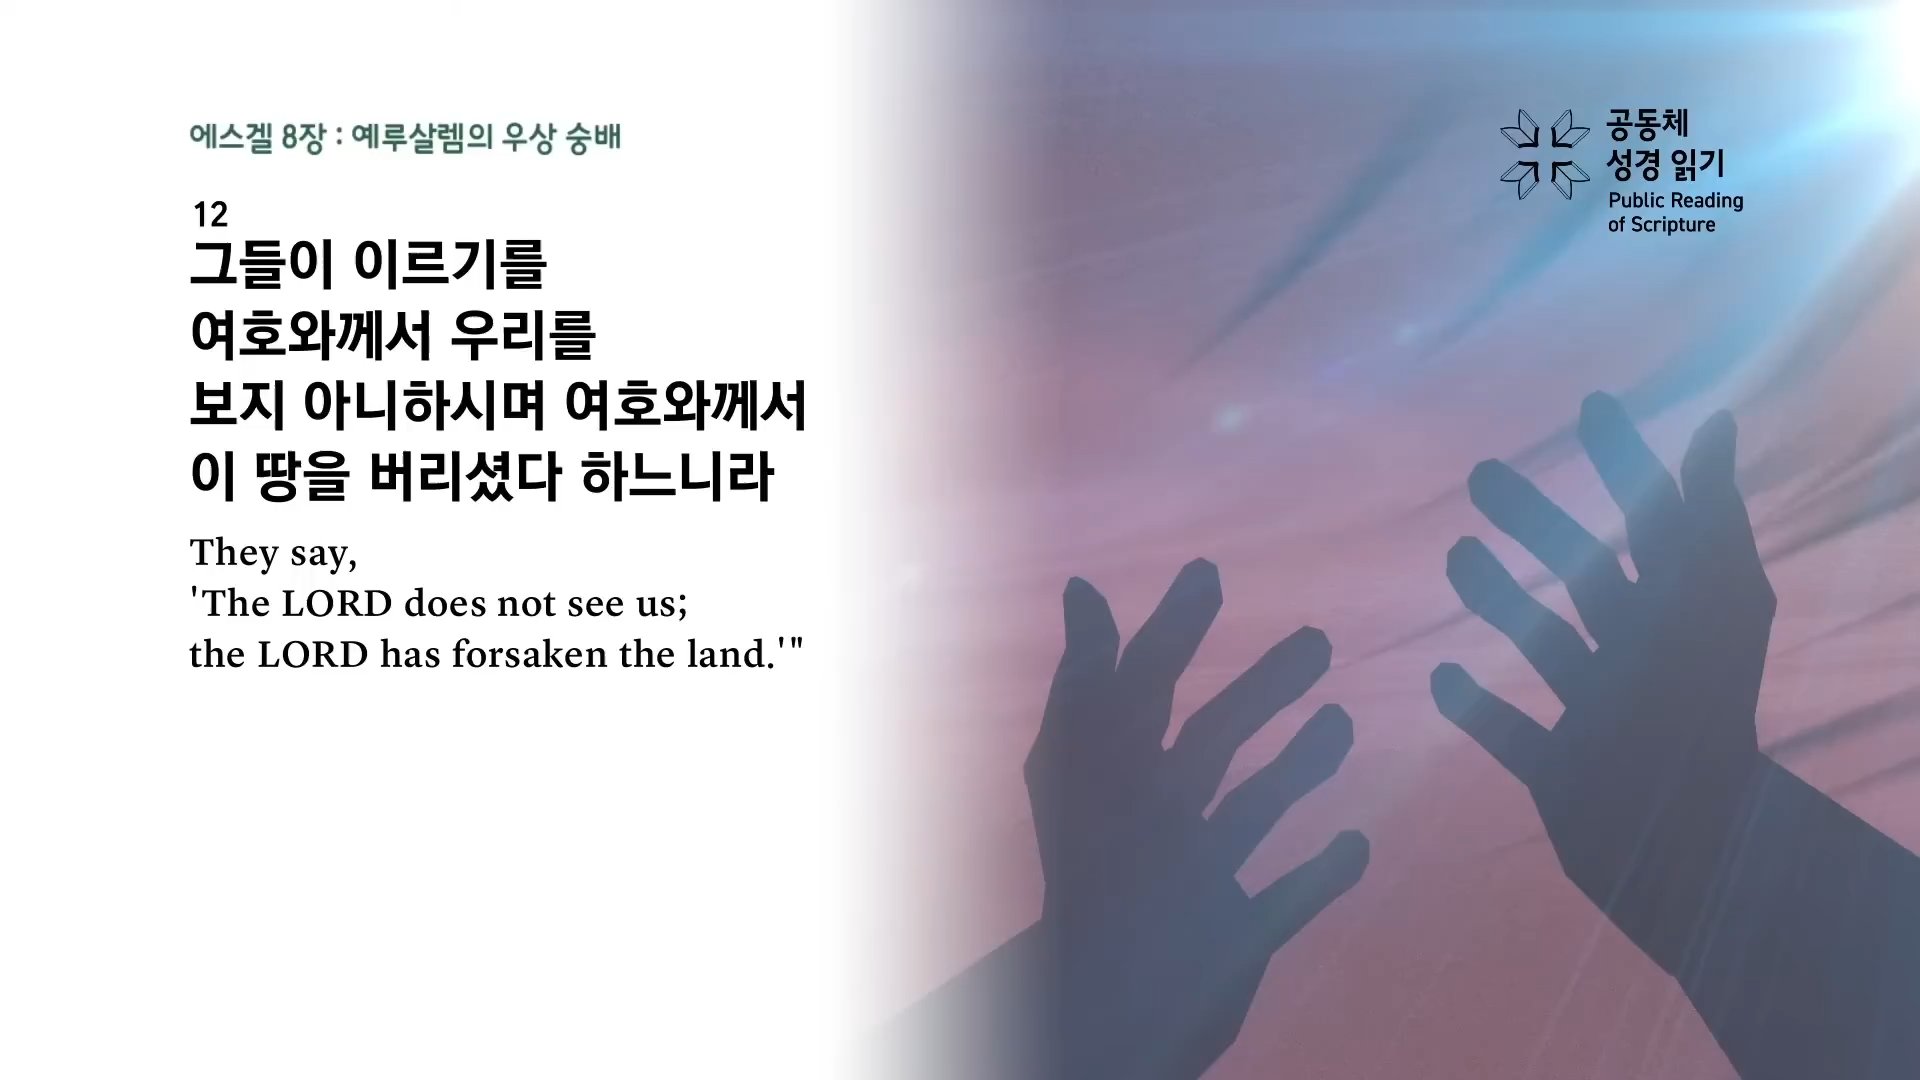 에스겔 8장 : 예루살렘의 우상 숭배
12
그들이 이르기를
여호와께서 우리를
보지 아니하시며 여호와께서
이 땅을 버리셨다 하느니라
They say,
'The LORD does not see us;
the LORD has forsaken the land.'"
공동체
성경 읽기
Public Reading
of Scripture